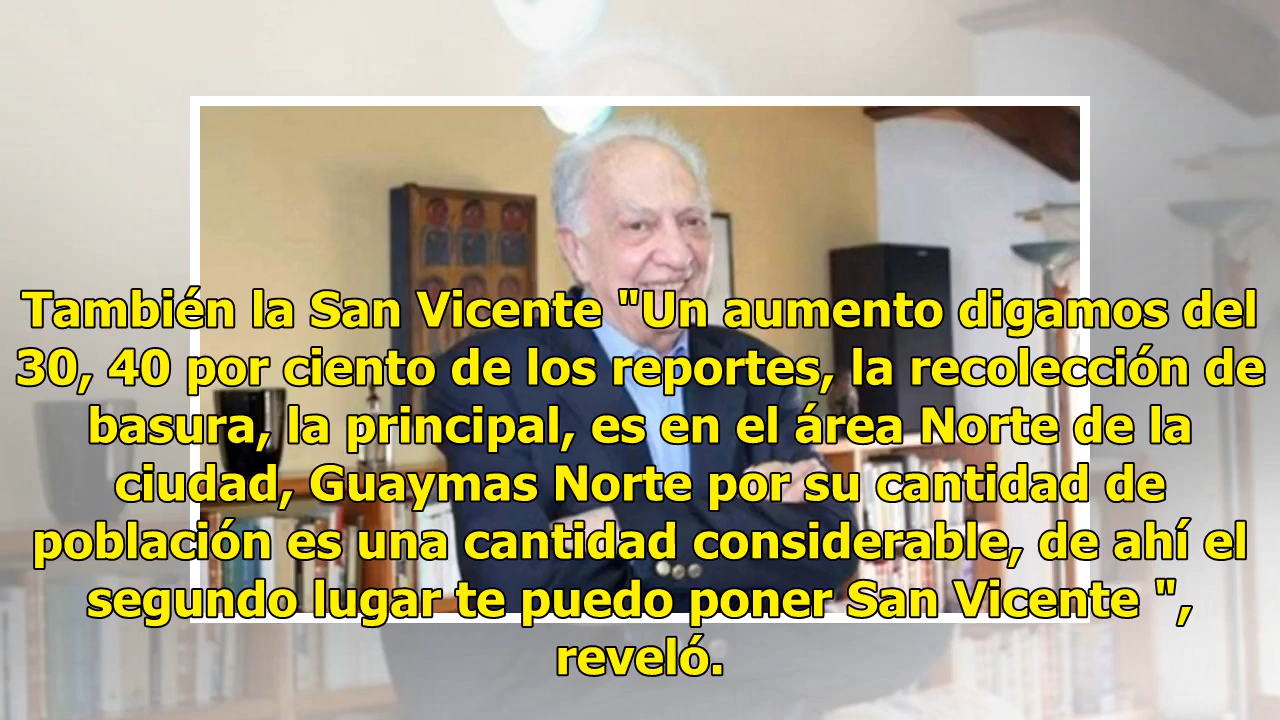 También la San Vicente "Un aumento digamos del
30, 40 por ciento de los reportes, la recolección de
basura, la principal, es en el área Norte de la
ciudad, Guaymas Norte por su cantidad de
población es una cantidad considerable, de ahí el
segundo lugar te puedo poner San Vicente ",
reveló.